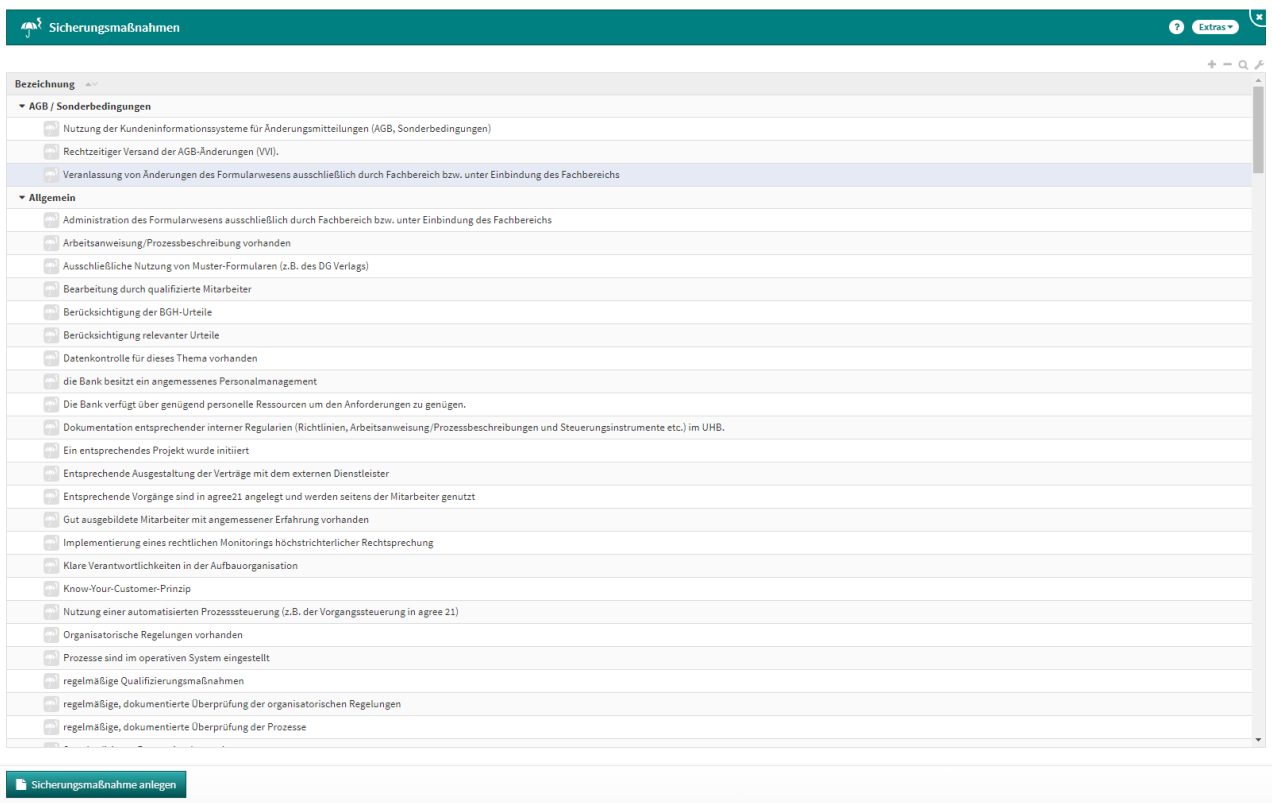 Sicherungsmaßnahmen
? Extras
Bezeichnung
AGB / Sonderbedingungen
Nutzung der Kundeninformationssysteme für Änderungsmitteilungen (AGB, Sonderbedingungen)
Rechtzeitiger Versand der AGB-Änderungen (VVI).
Veranlassung von Änderungen des Formularwesens ausschließlich durch Fachbereich bzw. unter Einbindung des Fachbereichs
Allgemein
Administration des Formularwesens ausschließlich durch Fachbereich bzw. unter Einbindung des Fachbereichs
Arbeitsanweisung/Prozessbeschreibung vorhanden
Ausschließliche Nutzung von Muster-Formularen (z.B. des DG Verlags)
Bearbeitung durch qualifizierte Mitarbeiter
Berücksichtigung der BGH-Urteile
Berücksichtigung relevanter Urteile
Datenkontrolle für dieses Thema vorhanden
die Bank besitzt ein angemessenes Personalmanagement
Die Bank verfügt über genügend personelle Ressourcen um den Anforderungen zu genügen.
Dokumentation entsprechender interner Regularien (Richtlinien, Arbeitsanweisung/Prozessbeschreibungen und Steuerungsinstrumente etc.) im UHB.
Ein entsprechendes Projekt wurde initiiert
Entsprechende Ausgestaltung der Verträge mit dem externen Dienstleister
Entsprechende Vorgänge sind in agree21 angelegt und werden seitens der Mitarbeiter genutzt
Gut ausgebildete Mitarbeiter mit angemessener Erfahrung vorhanden
Implementierung eines rechtlichen Monitorings höchstrichterlicher Rechtsprechung
Klare Verantwortlichkeiten in der Aufbauorganisation
Know-Your-Customer-Prinzip
Nutzung einer automatisierten Prozesssteuerung (z.B. der Vorgangssteuerung in agree 21)
Organisatorische Regelungen vorhanden
Prozesse sind im operativen System eingestellt
regelmäßige Qualifizierungsmaßnahmen
regelmäßige, dokumentierte Überprüfung der organisatorischen Regelungen
regelmäßige, dokumentierte Überprüfung der Prozesse
Sicherungsmaßnahme anlegen